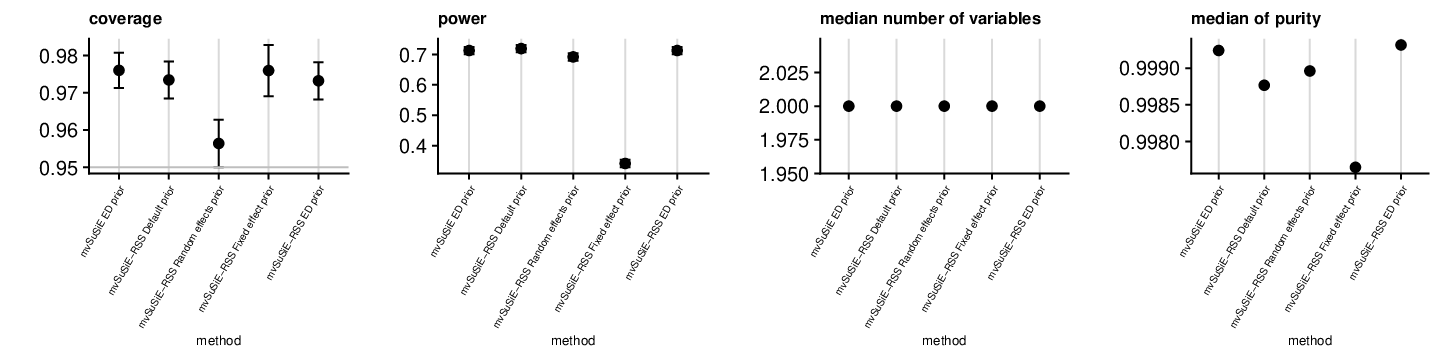 coverage
0.98
0.97
0.96
0.95
mvSuSiE ED prior
mvSuSiE−RSS Default prior
mvSuSiE−RSS Random effects prior
mvSuSiE−RSS Fixed effect prior
mvSuSiE−RSS ED prior
method
power
0.7
0.6
0.5
0.4
mvSuSiE ED prior
mvSuSiE−RSS Default prior
mvSuSiE−RSS Random effects prior
mvSuSiE−RSS Fixed effect prior
mvSuSiE−RSS ED prior
method
median number of variables
2.025
2.000
1.975
1.950
mvSuSiE ED prior
mvSuSiE−RSS Default prior
mvSuSiE−RSS Random effects prior
mvSuSiE−RSS Fixed effect prior
mvSuSiE−RSS ED prior
method
median of purity
0.9990
0.9985
0.9980
mvSuSiE ED prior
mvSuSiE−RSS Default prior
mvSuSiE−RSS Random effects prior
mvSuSiE−RSS Fixed effect prior
mvSuSiE−RSS ED prior
method